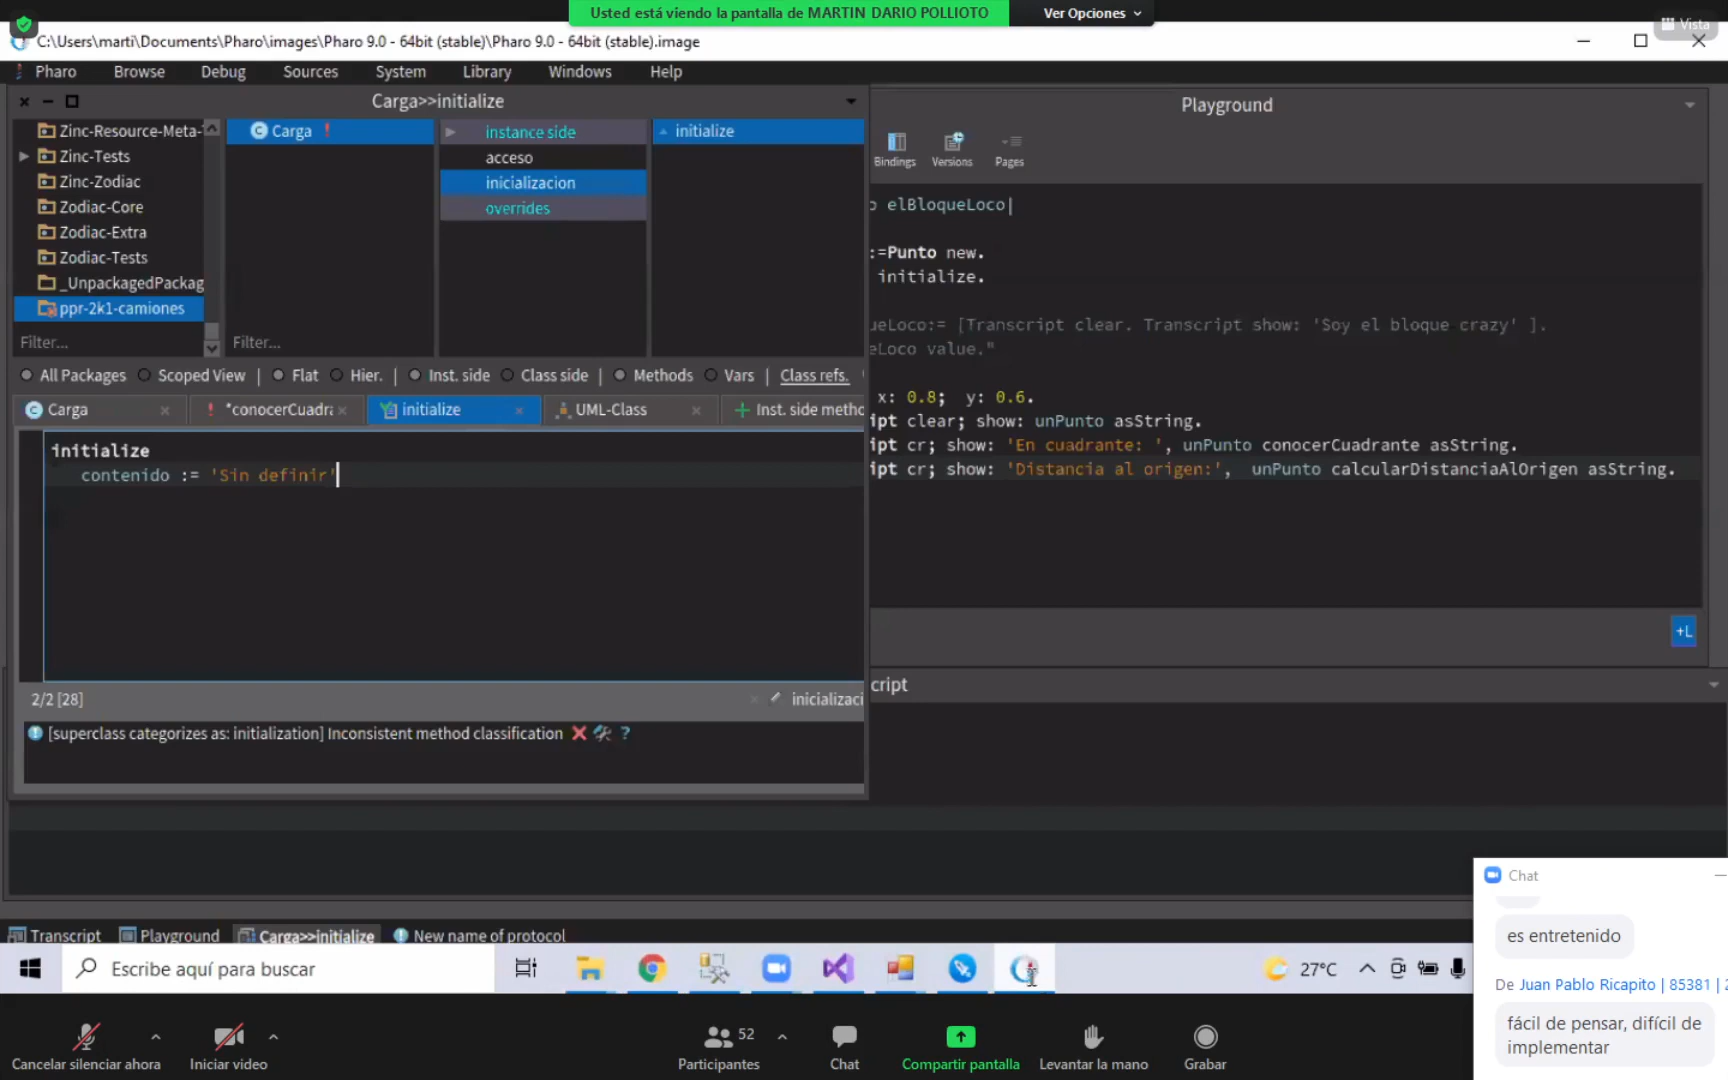 Usted está viendo la pantalla de MARTIN DARIO POLLIOTO
Ver Opciones
Vista
C:\Users\marti\Documents\Pharo\images\Pharo 9.0 - 64bit (stable)\Pharo 9.0 - 64bit (stable).image
Pharo Browse Debug Sources System Library Windows Help
Carga>>initialize
Zinc-Resource-Meta-
Zinc-Tests
Zinc-Zodiac
Zodiac-Core
Zodiac-Extra
Zodiac-Tests
_UnpackagedPackag
ppr-2k1-camiones
Filter...
Carga
Filter...
instance side
acceso
inicializacion
overrides
initialize
All Packages Scoped View | Flat Hier. | Inst. side Class side | Methods Vars | Class refs.
Carga
*conocerCuadra
initialize
UML-Class
Inst. side metho
initialize
contenido := 'Sin definir'
2/2 [28]
inicializaci
[superclass categorizes as: initialization] Inconsistent method classification
Playground
Bindings Versions Pages
o elBloqueLoco|
:=Punto new.
initialize.
ueLoco:= [Transcript clear. Transcript show: 'Soy el bloque crazy' ].
eLoco value."
x: 0.8; y: 0.6.
ipt clear; show: unPunto asString.
ipt cr; show: 'En cuadrante: ', unPunto conocerCuadrante asString.
ipt cr; show: 'Distancia al origen:', unPunto calcularDistanciaAlOrigen asString.
+L
cript
Transcript
Playground
Carga>>initialize
New name of protocol
Escribe aquí para buscar
27°C
Chat
es entretenido
De Juan Pablo Ricapito | 85381 | 2
fácil de pensar, difícil de
implementar
Cancelar silenciar ahora
Iniciar video
52
Participantes
Chat
Compartir pantalla
Levantar la mano
Grabar